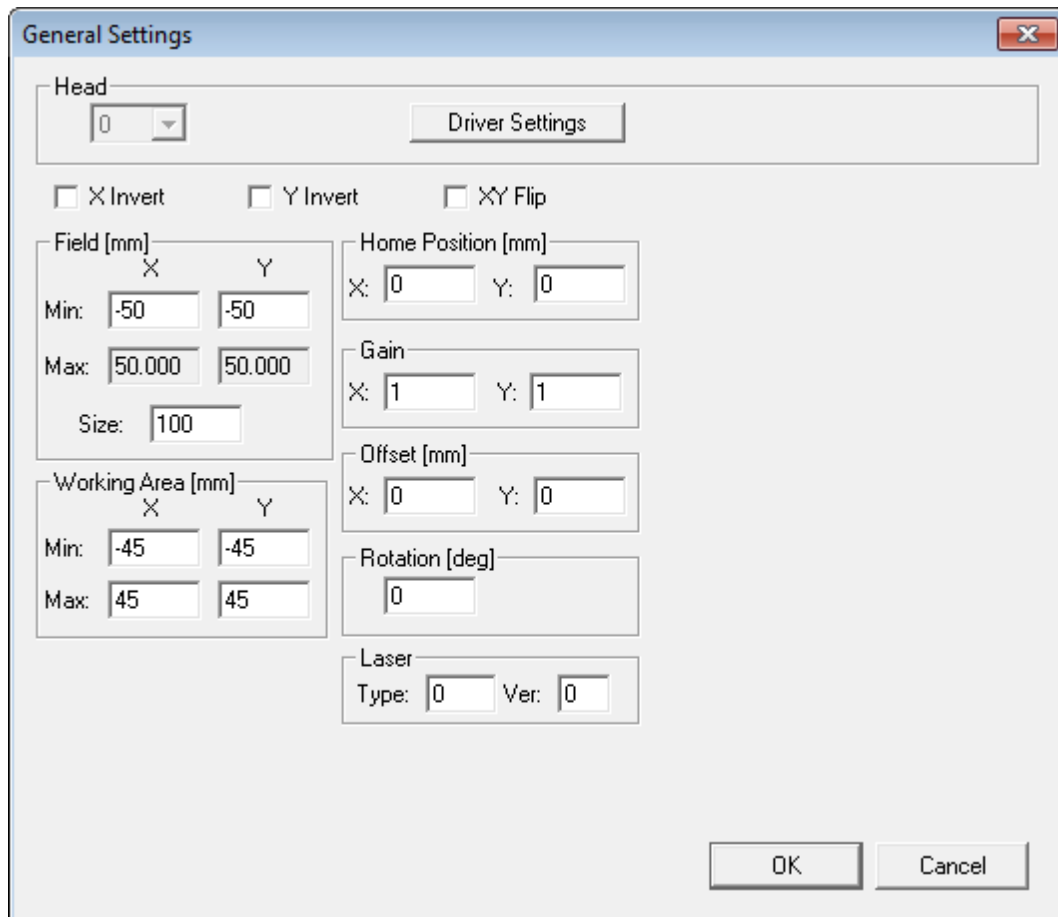 General Settings
Head
0
Driver Settings
X Invert Y Invert XY Flip
Field [mm]
X Y
Min: -50 -50
Max: 50.000 50.000
Size: 100
Home Position [mm]
X: 0 Y: 0
Gain
X: 1 Y: 1
Offset [mm]
X: 0 Y: 0
Working Area [mm]
X Y
Min: -45 -45
Max: 45 45
Rotation [deg]
0
Laser
Type: 0 Ver: 0
OK Cancel